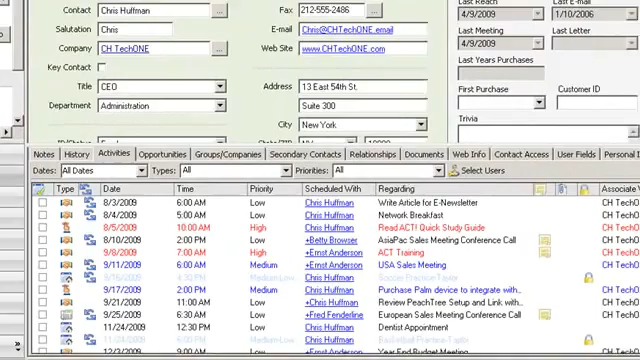 Contact Chris Huffman ... Fax 212-555-2486 ... Last Reach Last E-mail
4/9/2009 1/10/2006
Salutation Chris E-mail Chris@CHTechONE.email Last Meeting Last Letter
Company CH TechONE ... Web Site www.CHTechONE.com 4/9/2009
Key Contact Last Years Purchases
Title CEO Address 13 East 54th St.
First Purchase Customer ID
Department Administration Suite 300
City New York Trivia
Notes History Activities Opportunities Groups/Companies Secondary Contacts Relationships Documents Web Info Contact Access User Fields Personal I
Dates: All Dates Types: All Priorities: All Select Users
Type Date Time Priority Scheduled With Regarding Associate
8/3/2009 6:00 AM Low Chris Huffman Write Article for E-Newsletter CH TechO
8/4/2009 5:00 AM Low Chris Huffman Network Breakfast CH TechO
8/5/2009 10:00 AM High Chris Huffman Read ACT! Quick Study Guide CH TechO
8/10/2009 2:00 PM Low +Betty Browser AsiaPac Sales Meeting Conference Call CH TechO
9/8/2009 7:00 AM High +Ernst Anderson ACT Training CH TechO
9/11/2009 6:00 AM Medium +Ernst Anderson USA Sales Meeting CH TechO
Chris Huffman
9/17/2009 2:00 PM Medium Chris Huffman Purchase Palm device to integrate with... CH TechO
9/21/2009 11:00 AM Low +Chris Huffman Review PeachTree Setup and Link with... CH TechO
9/25/2009 6:30 AM Low +Fred Fenderline European Sales Meeting Conference Call CH TechO
11/24/2009 12:30 PM Low Chris Huffman Dentist Appointment CH TechO
Chris Huffman
12/3/2009 9:00 AM Low +Ernst Anderson Year End Budget Meeting CH TechO